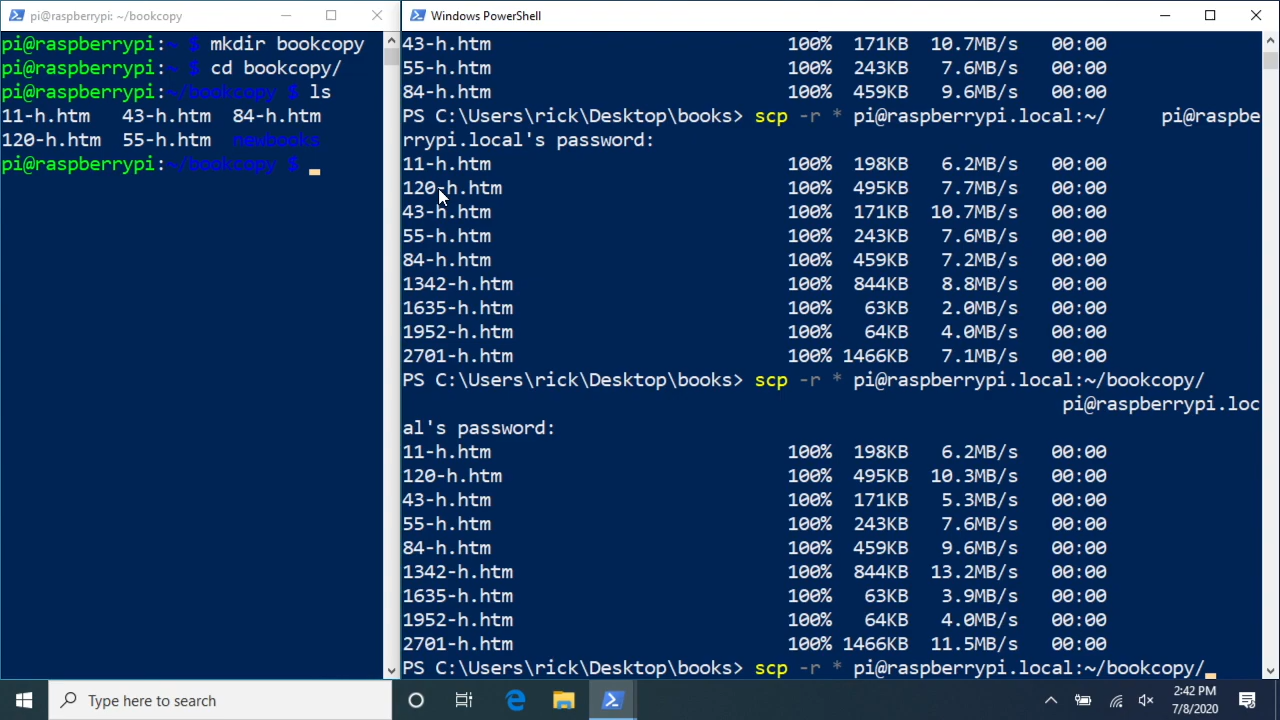 pi@raspberrypi: ~/bookcopy
pi@raspberrypi:~ $ mkdir bookcopy
pi@raspberrypi:~ $ cd bookcopy/
pi@raspberrypi:~/bookcopy $ ls
11-h.htm 43-h.htm 84-h.htm
120-h.htm 55-h.htm newbooks
pi@raspberrypi:~/bookcopy $
Windows PowerShell
43-h.htm 100% 171KB 10.7MB/s 00:00
55-h.htm 100% 243KB 7.6MB/s 00:00
84-h.htm 100% 459KB 9.6MB/s 00:00
PS C:\Users\rick\Desktop\books> scp -r * pi@raspberrypi.local:~/ pi@raspbe
rrypi.local's password:
11-h.htm 100% 198KB 6.2MB/s 00:00
120-h.htm 100% 495KB 7.7MB/s 00:00
43-h.htm 100% 171KB 10.7MB/s 00:00
55-h.htm 100% 243KB 7.6MB/s 00:00
84-h.htm 100% 459KB 7.2MB/s 00:00
1342-h.htm 100% 844KB 8.8MB/s 00:00
1635-h.htm 100% 63KB 2.0MB/s 00:00
1952-h.htm 100% 64KB 4.0MB/s 00:00
2701-h.htm 100% 1466KB 7.1MB/s 00:00
PS C:\Users\rick\Desktop\books> scp -r * pi@raspberrypi.local:~/bookcopy/
pi@raspberrypi.loc
al's password:
11-h.htm 100% 198KB 6.2MB/s 00:00
120-h.htm 100% 495KB 10.3MB/s 00:00
43-h.htm 100% 171KB 5.3MB/s 00:00
55-h.htm 100% 243KB 7.6MB/s 00:00
84-h.htm 100% 459KB 9.6MB/s 00:00
1342-h.htm 100% 844KB 13.2MB/s 00:00
1635-h.htm 100% 63KB 3.9MB/s 00:00
1952-h.htm 100% 64KB 4.0MB/s 00:00
2701-h.htm 100% 1466KB 11.5MB/s 00:00
PS C:\Users\rick\Desktop\books> scp -r * pi@raspberrypi.local:~/bookcopy/
Type here to search
2:42 PM
7/8/2020